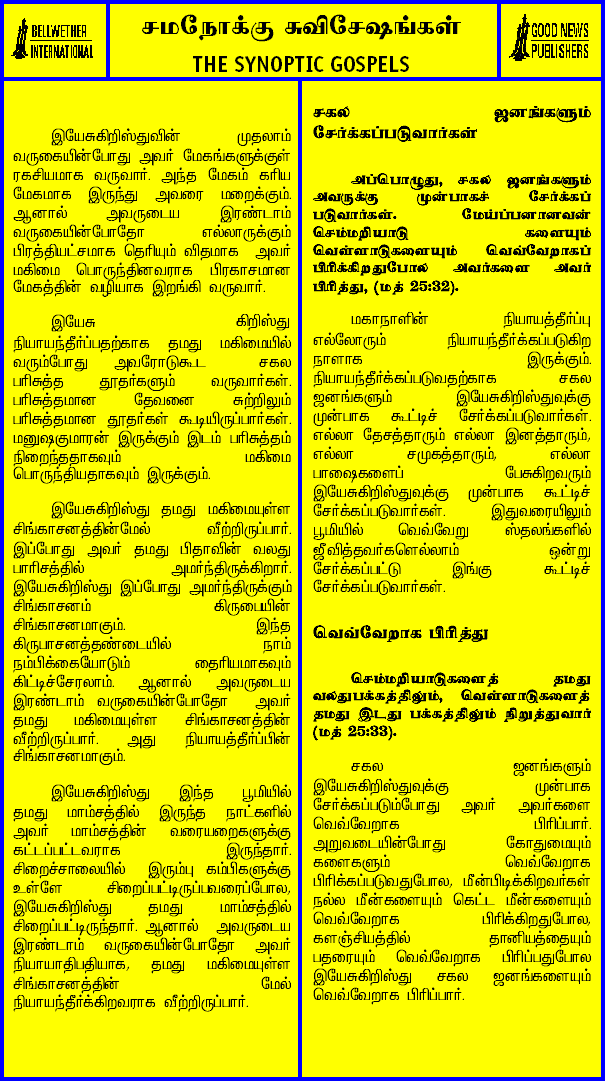 BELLWETHER
INTERNATIONAL
சமநோக்கு சுவிசேஷங்கள்
THE SYNOPTIC GOSPELS
GOOD NEWS
PUBLISHERS
இயேசுகிறிஸ்துவின் முதலாம்
வருகையின்போது அவர் மேகங்களுக்குள்
ரகசியமாக வருவார். அந்த மேகம் கரிய
மேகமாக இருந்து அவரை மறைக்கும்.
ஆனால் அவருடைய இரண்டாம்
வருகையின்போதோ எல்லாருக்கும்
பிரத்தியட்சமாக தெரியும் விதமாக அவர்
மகிமை பொருந்தினவராக பிரகாசமான
மேகத்தின் வழியாக இறங்கி வருவார்.
இயேசு கிறிஸ்து
நியாயந்தீர்ப்பதற்காக தமது மகிமையில்
வரும்போது அவரோடுகூட சகல
பரிசுத்த தூதர்களும் வருவார்கள்.
பரிசுத்தமான தேவனை சுற்றிலும்
பரிசுத்தமான தூதர்கள் கூடியிருப்பார்கள்.
மனுஷகுமாரன் இருக்கும் இடம் பரிசுத்தம்
நிறைந்ததாகவும் மகிமை
பொருந்தியதாகவும் இருக்கும்.
இயேசுகிறிஸ்து தமது மகிமையுள்ள
சிங்காசனத்தின்மேல் வீற்றிருப்பார்.
இப்போது அவர் தமது பிதாவின் வலது
பாரிசத்தில் அமர்ந்திருக்கிறார்.
இயேசுகிறிஸ்து இப்போது அமர்ந்திருக்கும்
சிங்காசனம் கிருபையின்
சிங்காசனமாகும். இந்த
கிருபாசனத்தண்டையில் நாம்
நம்பிக்கையோடும் தைரியமாகவும்
கிட்டிச்சேரலாம். ஆனால் அவருடைய
இரண்டாம் வருகையின்போதோ அவர்
தமது மகிமையுள்ள சிங்காசனத்தின்
வீற்றிருப்பார். அது நியாயத்தீர்ப்பின்
சிங்காசனமாகும்.
இயேசுகிறிஸ்து இந்த பூமியில்
தமது மாம்சத்தில் இருந்த நாட்களில்
அவர் மாம்சத்தின் வரையறைகளுக்கு
கட்டப்பட்டவராக இருந்தார்.
சிறைச்சாலையில் இரும்பு கம்பிகளுக்கு
உள்ளே சிறைப்பட்டிருப்பவரைப்போல,
இயேசுகிறிஸ்து தமது மாம்சத்தில்
சிறைப்பட்டிருந்தார். ஆனால் அவருடைய
இரண்டாம் வருகையின்போதோ அவர்
நியாயாதிபதியாக, தமது மகிமையுள்ள
சிங்காசனத்தின் மேல்
நியாயந்தீர்க்கிறவராக வீற்றிருப்பார்.
சகல ஜனங்களும்
சேர்க்கப்படுவார்கள்
அப்பொழுது, சகல ஜனங்களும்
அவருக்கு முன்பாகச் சேர்க்கப்
படுவார்கள். மேய்ப்பனானவன்
செம்மறியாடு களையும்
வெள்ளாடுகளையும் வெவ்வேறாகப்
பிரிக்கிறதுபோல அவர்களை அவர்
பிரித்து, (மத் 25:32).
மகாநாளின் நியாயத்தீர்ப்பு
எல்லோரும் நியாயந்தீர்க்கப்படுகிற
நாளாக இருக்கும்.
நியாயந்தீர்க்கப்படுவதற்காக சகல
ஜனங்களும் இயேசுகிறிஸ்துவுக்கு
முன்பாக கூட்டிச் சேர்க்கப்படுவார்கள்.
எல்லா தேசத்தாரும் எல்லா இனத்தாரும்,
எல்லா சமுகத்தாரும், எல்லா
பாஷைகளைப் பேசுகிறவரும்
இயேசுகிறிஸ்துவுக்கு முன்பாக கூட்டிச்
சேர்க்கப்படுவார்கள். இதுவரையிலும்
பூமியில் வெவ்வேறு ஸ்தலங்களில்
ஜீவித்தவர்களெல்லாம் ஒன்று
சேர்க்கப்பட்டு இங்கு கூட்டிச்
சேர்க்கப்படுவார்கள்.
வெவ்வேறாக பிரித்து
செம்மறியாடுகளைத் தமது
வலதுபக்கத்திலும், வெள்ளாடுகளைத்
தமது இடது பக்கத்திலும் நிறுத்துவார்
(மத் 25:33).
சகல ஜனங்களும்
இயேசுகிறிஸ்துவுக்கு முன்பாக
சேர்க்கப்படும்போது அவர் அவர்களை
வெவ்வேறாக பிரிப்பார்.
அறுவடையின்போது கோதுமையும்
களைகளும் வெவ்வேறாக
பிரிக்கப்படுவதுபோல, மீன்பிடிக்கிறவர்கள்
நல்ல மீன்களையும் கெட்ட மீன்களையும்
வெவ்வேறாக பிரிக்கிறதுபோல,
களஞ்சியத்தில் தானியத்தையும்
பதரையும் வெவ்வேறாக பிரிப்பதுபோல
இயேசுகிறிஸ்து சகல ஜனங்களையும்
வெவ்வேறாக பிரிப்பார்.